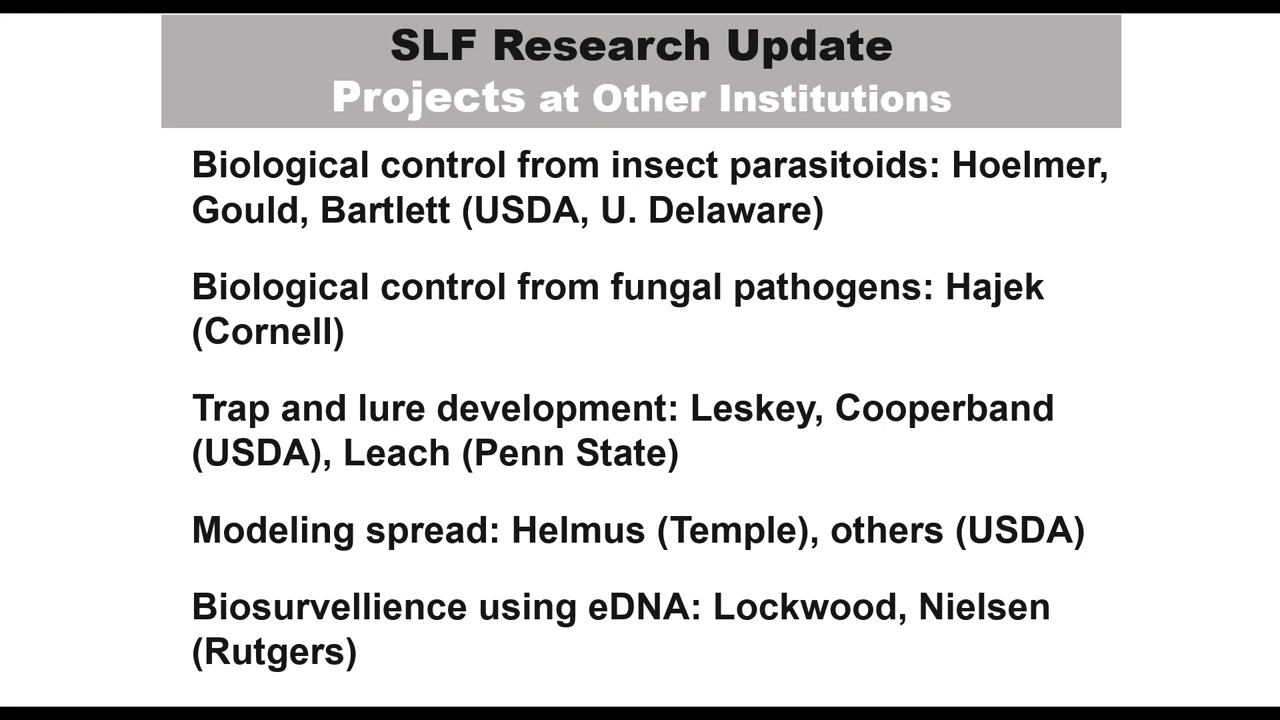 SLF Research Update
Projects at Other Institutions
Biological control from insect parasitoids: Hoelmer,
Gould, Bartlett (USDA, U. Delaware)
Biological control from fungal pathogens: Hajek
(Cornell)
Trap and lure development: Leskey, Cooperband
(USDA), Leach (Penn State)
Modeling spread: Helmus (Temple), others (USDA)
Biosurvellience using eDNA: Lockwood, Nielsen
(Rutgers)